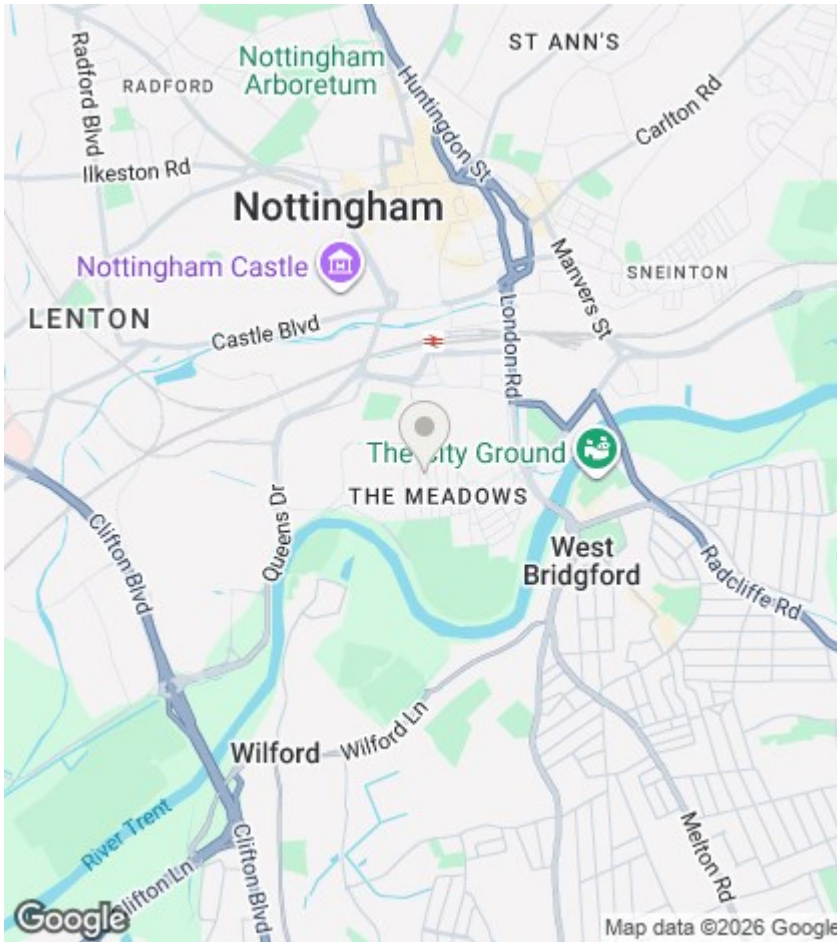 ST ANN'S
Nottingham
Arboretum
RADFORD
Radford Blvd
Huntingdon St
Carlton Rd
Ilkeston Rd
Nottingham
Nottingham Castle
Manvers St
SNEINTON
LENTON
Castle Blvd
London Rd
The City Ground
THE MEADOWS
Queens Dr
Clifton Blvd
West
Bridgford
Radcliffe Rd
Wilford Ln
Wilford
River Trent
Melton Rd
Clifton Ln
Clifton Blvd
Google
Map data ©2026 Google